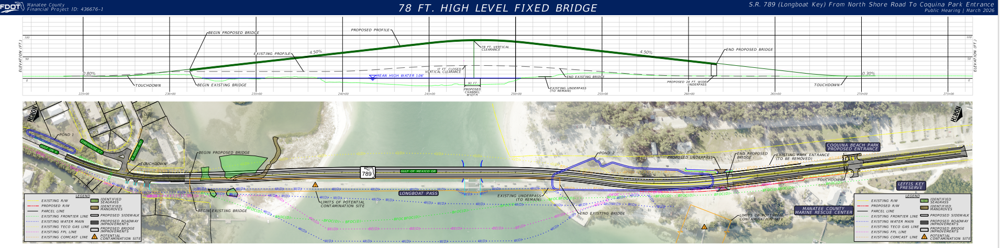 FDOT
Manatee County
Financial Project ID: 436676-1
78 FT. HIGH LEVEL FIXED BRIDGE
S.R. 789 (Longboat Key) From North Shore Road To Coquina Park Entrance
Public Hearing | March 2026
ELEVATION (FT.)
100
50
0
BEGIN PROPOSED BRIDGE
PROPOSED PROFILE
EXISTING PROFILE
4.50%
78 FT. VERTICAL
CLEARANCE
4.50%
END PROPOSED BRIDGE
100
50
0
ELEVATION (FT.)
0.80%
TOUCHDOWN
BEGIN EXISTING BRIDGE
MEAN HIGH WATER 1.06'
17 FT. CLOSED
VERTICAL CLEARANCE
90 FT.
PROPOSED
CHANNEL
WIDTH
END EXISTING BRIDGE
EXISTING UNDERPASS
(TO REMAIN)
PROPOSED 28 FT. WIDE
UNDERPASS
TOUCHDOWN
0.30%
225+00
230+00
235+00
240+00
245+00
250+00
255+00
260+00
265+00
270+00
275+00
NORTH
NORTH
POND 1
GULF DR S
FIREHOUSE CT
N SHORE RD
TOUCHDOWN
BEGIN PROPOSED BRIDGE
789
GULF OF MEXICO DR
POND 2
PROPOSED UNDERPASS
END PROPOSED
BRIDGE
EXISTING PARK ENTRANCE
(TO BE REMOVED)
COQUINA BEACH PARK
PROPOSED ENTRANCE
TOUCHDOWN
LEFFIS KEY
PRESERVE
LONGBOAT PASS
LIMITS OF POTENTIAL
CONTAMINATION SITE
EXISTING UNDERPASS
(TO REMAIN)
BEGIN EXISTING BRIDGE
END EXISTING BRIDGE
MANATEE COUNTY
MARINE RESCUE CENTER
LIMITS OF POTENTIAL
CONTAMINATION SITE
LEGEND
EXISTING R/W
PROPOSED R/W
PARCEL LINE
EXISTING FRONTIER LINE
EXISTING WATER MAIN
EXISTING TECO GAS LINE
EXISTING FPL LINE
EXISTING COMCAST LINE
IDENTIFIED
SEAGRASS
IDENTIFIED
MANGROVES
PROPOSED SIDEWALK
PROPOSED ROADWAY
IMPROVEMENTS
PROPOSED BRIDGE
IMPROVEMENTS
POTENTIAL
CONTAMINATION SITE
LEGEND
EXISTING R/W
PROPOSED R/W
PARCEL LINE
EXISTING FRONTIER LINE
EXISTING WATER MAIN
EXISTING TECO GAS LINE
EXISTING FPL LINE
EXISTING COMCAST LINE
IDENTIFIED
SEAGRASS
IDENTIFIED
MANGROVES
PROPOSED SIDEWALK
PROPOSED ROADWAY
IMPROVEMENTS
PROPOSED BRIDGE
IMPROVEMENTS
POTENTIAL
CONTAMINATION SITE